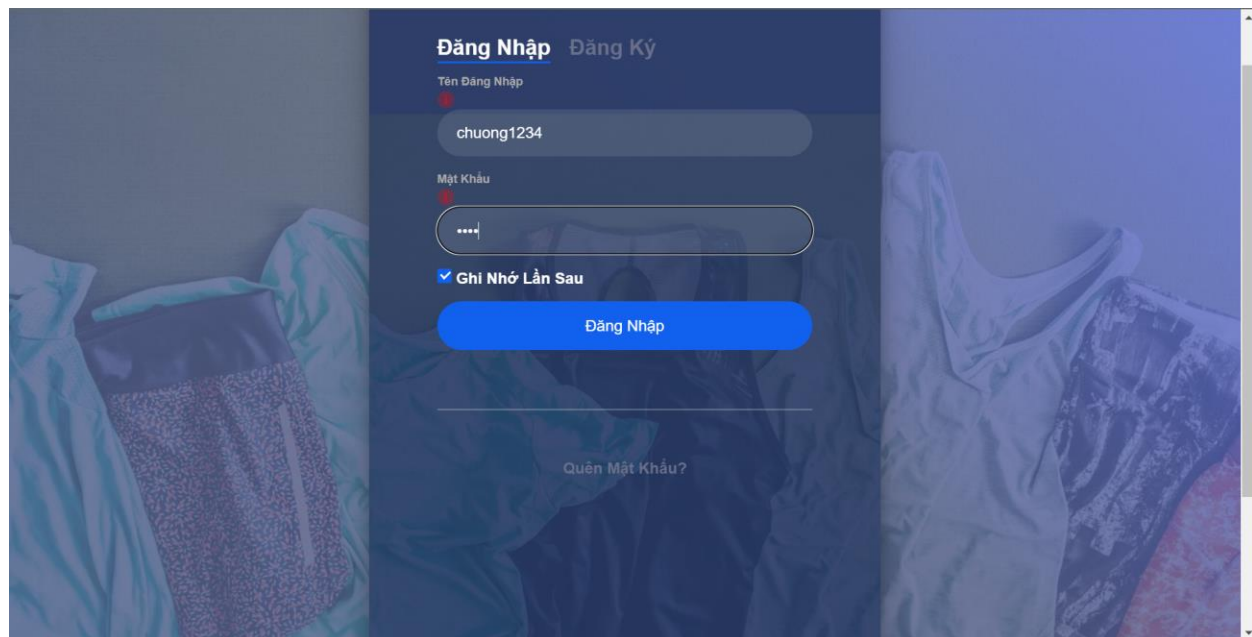 Đăng Nhập Đăng Ký
Tên Đăng Nhập
chuong1234
Mật Khẩu
••••
Ghi Nhớ Lần Sau
Đăng Nhập
Quên Mật Khẩu?